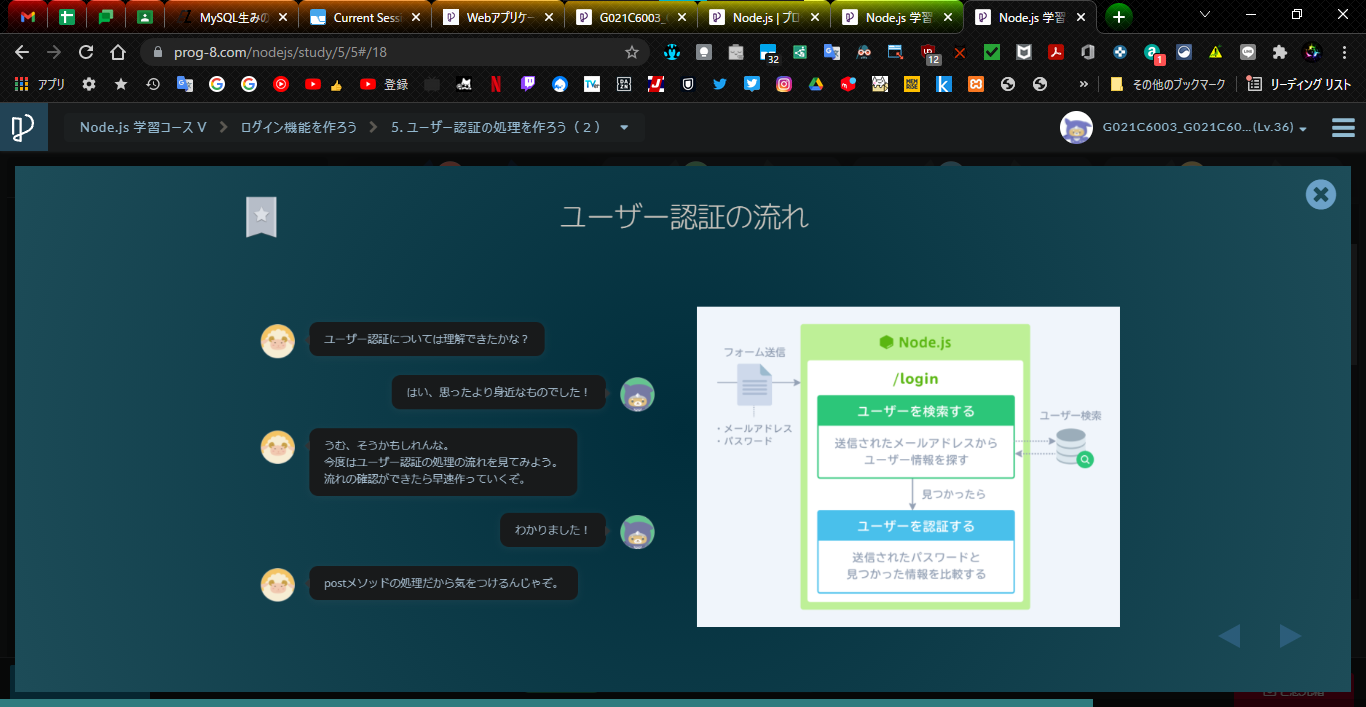 MySQL生みの
Current Sess
Webアプリケー
G021C6003_
Node.js | プロ
Node.js 学習
Node.js 学習
prog-8.com/nodejs/study/5/5#/18
32
12
1
アプリ
登録
その他のブックマーク
リーディング リスト
Node.js 学習コース V
ログイン機能を作ろう
5. ユーザー認証の処理を作ろう（２）
G021C6003_G021C60...(Lv.36)
ユーザー認証の流れ
ユーザー認証については理解できたかな？
はい、思ったより身近なものでした！
うむ、そうかもしれんな。
今度はユーザー認証の処理の流れを見てみよう。
流れの確認ができたら早速作っていくぞ。
わかりました！
postメソッドの処理だから気をつけるんじゃぞ。
Node.js
フォーム送信
・メールアドレス
・パスワード
/login
ユーザーを検索する
送信されたメールアドレスから
ユーザー情報を探す
ユーザー検索
見つかったら
ユーザーを認証する
送信されたパスワードと
見つかった情報を比較する